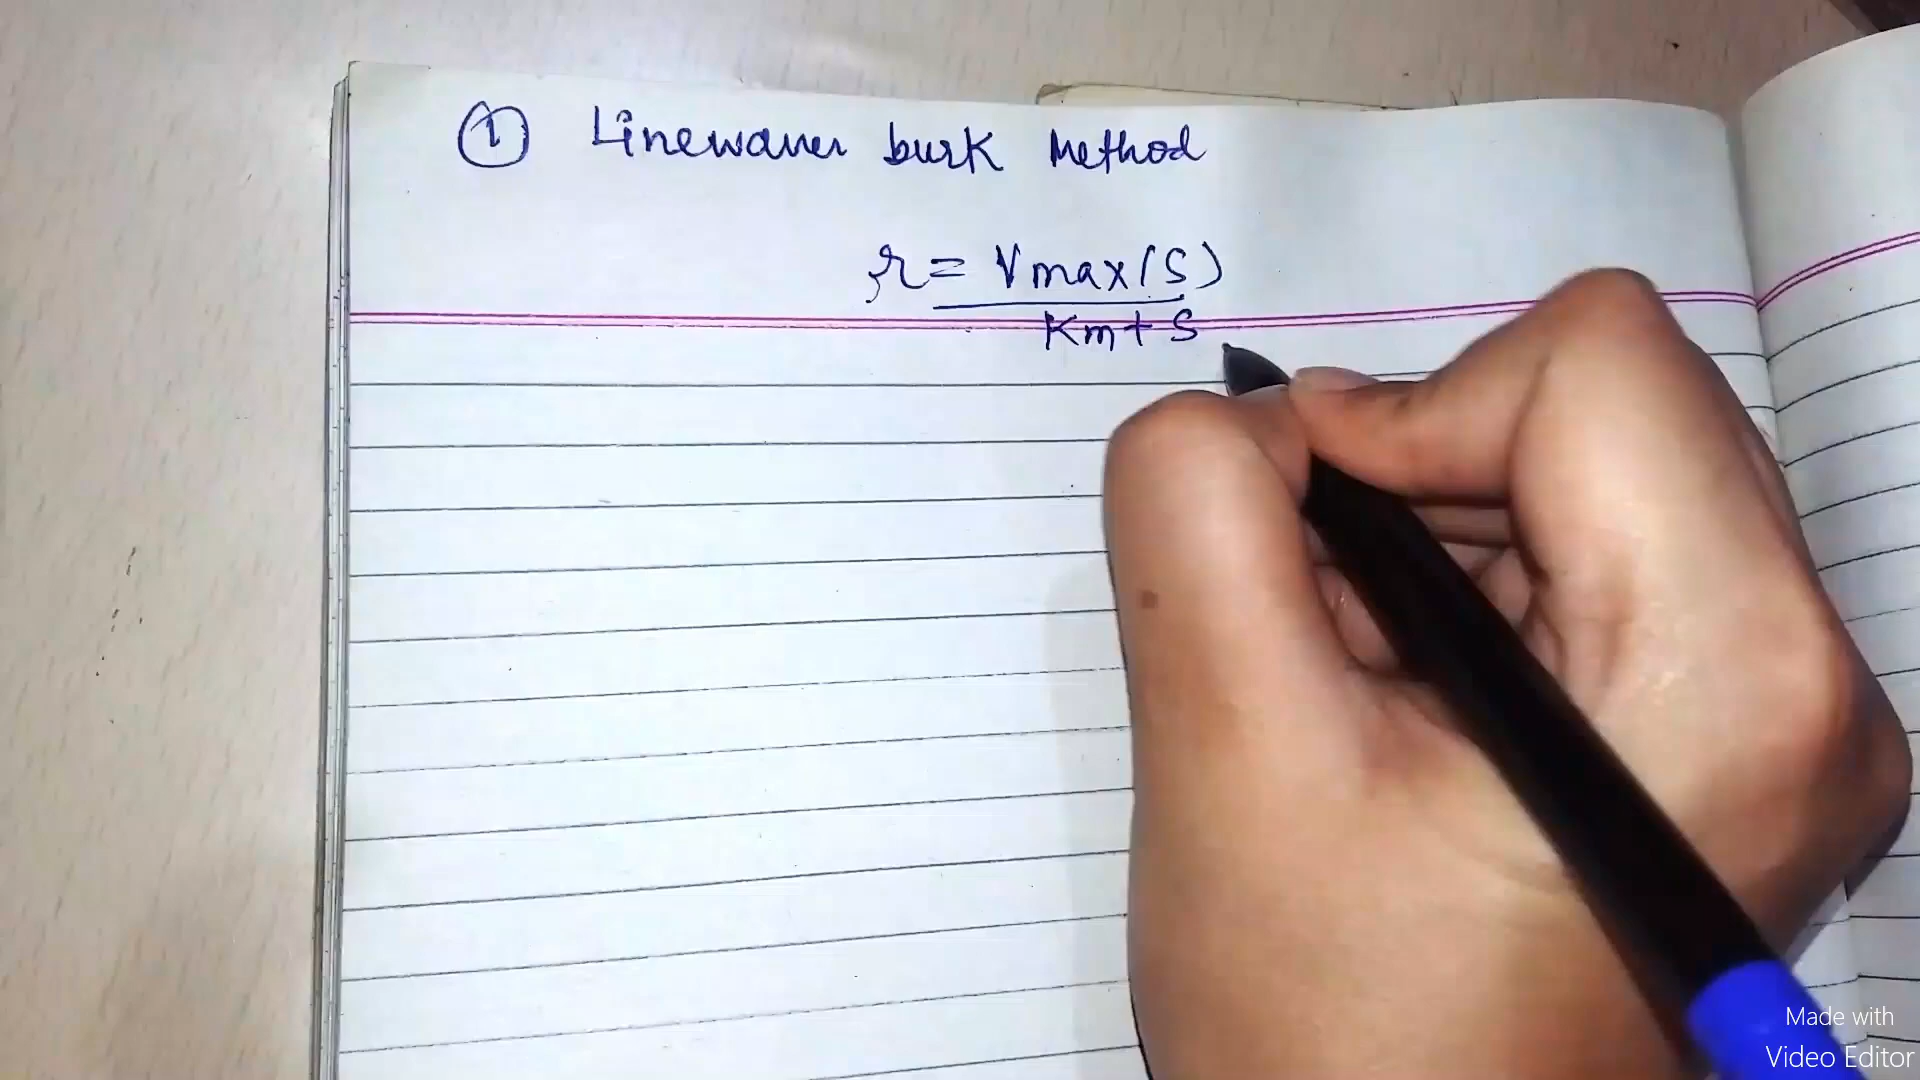 ① Linewaver burk Method
r = Vmax(S)
Km+ S
Made with
Video Editor